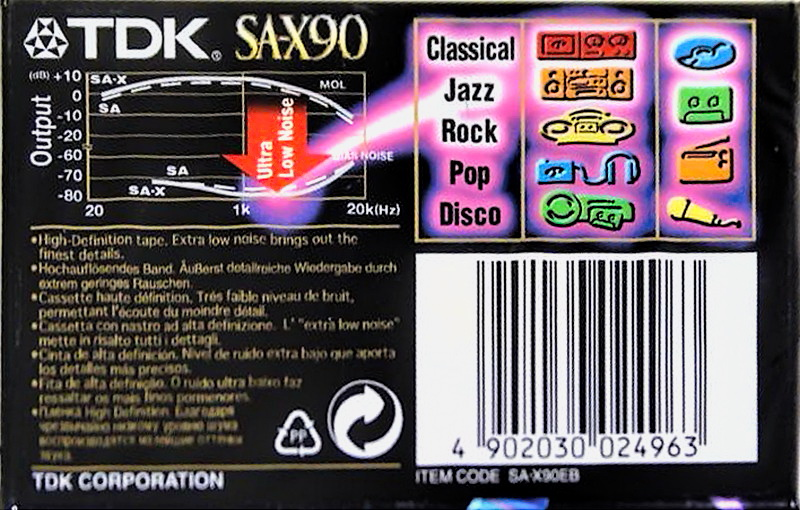 TDK® SA-X90
Output
(dB) +10
0
-10
-20
-60
-70
-80
SA-X
SA
MOL
Ultra
Low Noise
BIAS NOISE
SA
SA-X
20 1k 20k(Hz)
Classical
Jazz
Rock
Pop
Disco
•High-Definition tape. Extra low noise brings out the
finest details.
•Hochauflösendes Band. Äußerst detailreiche Wiedergabe durch
extrem geringes Rauschen.
•Cassette haute définition. Très faible niveau de bruit,
permettant l'écoute du moindre détail.
•Cassetta con nastro ad alta definizione. L' "extra low noise"
mette in risalto tutti i dettagli.
•Cinta de alta definición. Nivel de ruido extra bajo que aporta
los detalles más precisos.
•Fita de alta definição. O ruído ultra baixo faz
ressaltar os mais finos pormenores.
•Плёнка High Definition. Благодаря
уровню шума
PP
TDK CORPORATION
4 902030 024963
ITEM CODE SA-X90EB